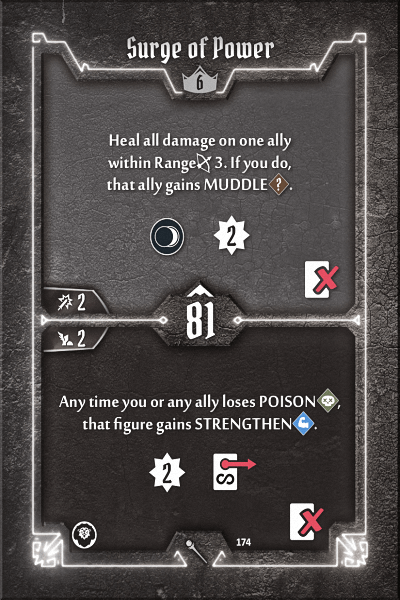 Surge of Power
6
Heal all damage on one ally
within Range 3. If you do,
that ally gains MUDDLE ?.
2
2
81
2
Any time you or any ally loses POISON,
that figure gains STRENGTHEN.
2
S
174